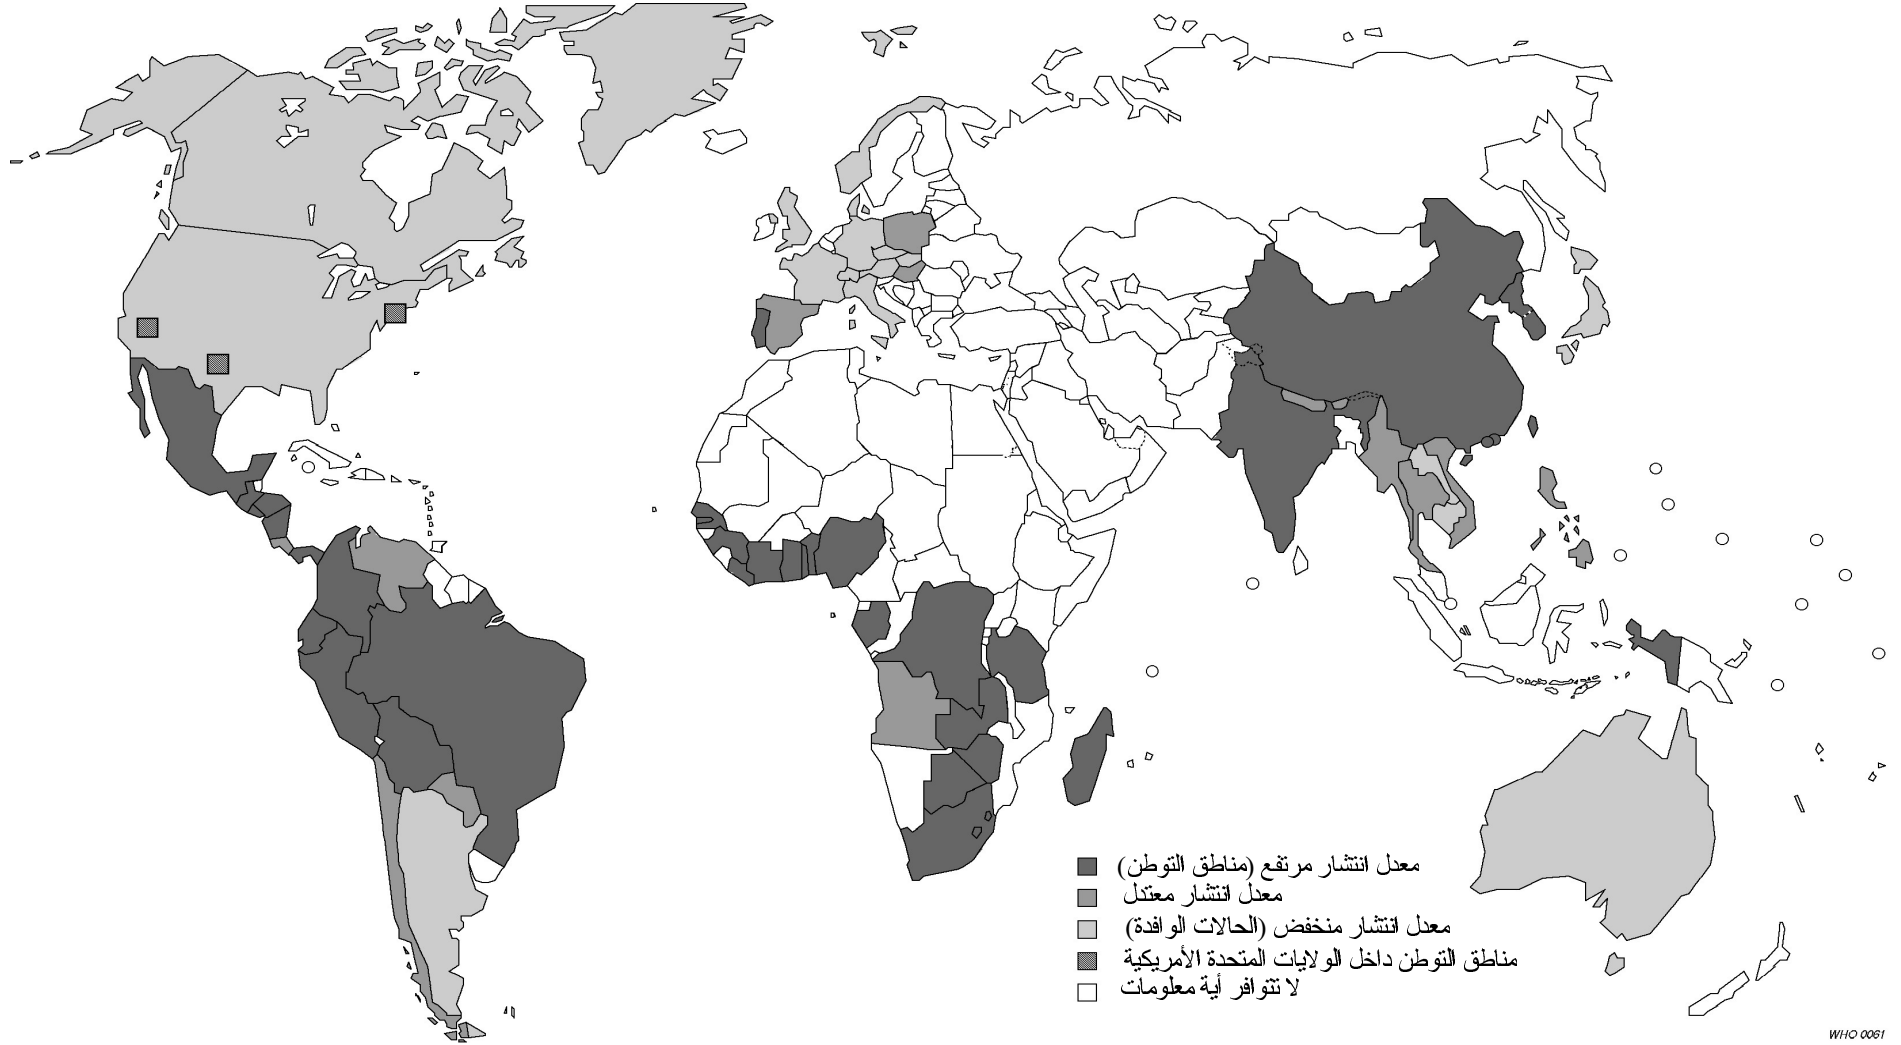 معدل انتشار مرتفع (مناطق التوطن)
معدل انتشار معتدل
معدل انتشار منخفض (الحالات الوافدة)
مناطق التوطن داخل الولايات المتحدة الأمريكية
لا تتوافر أية معلومات
WHO 0061